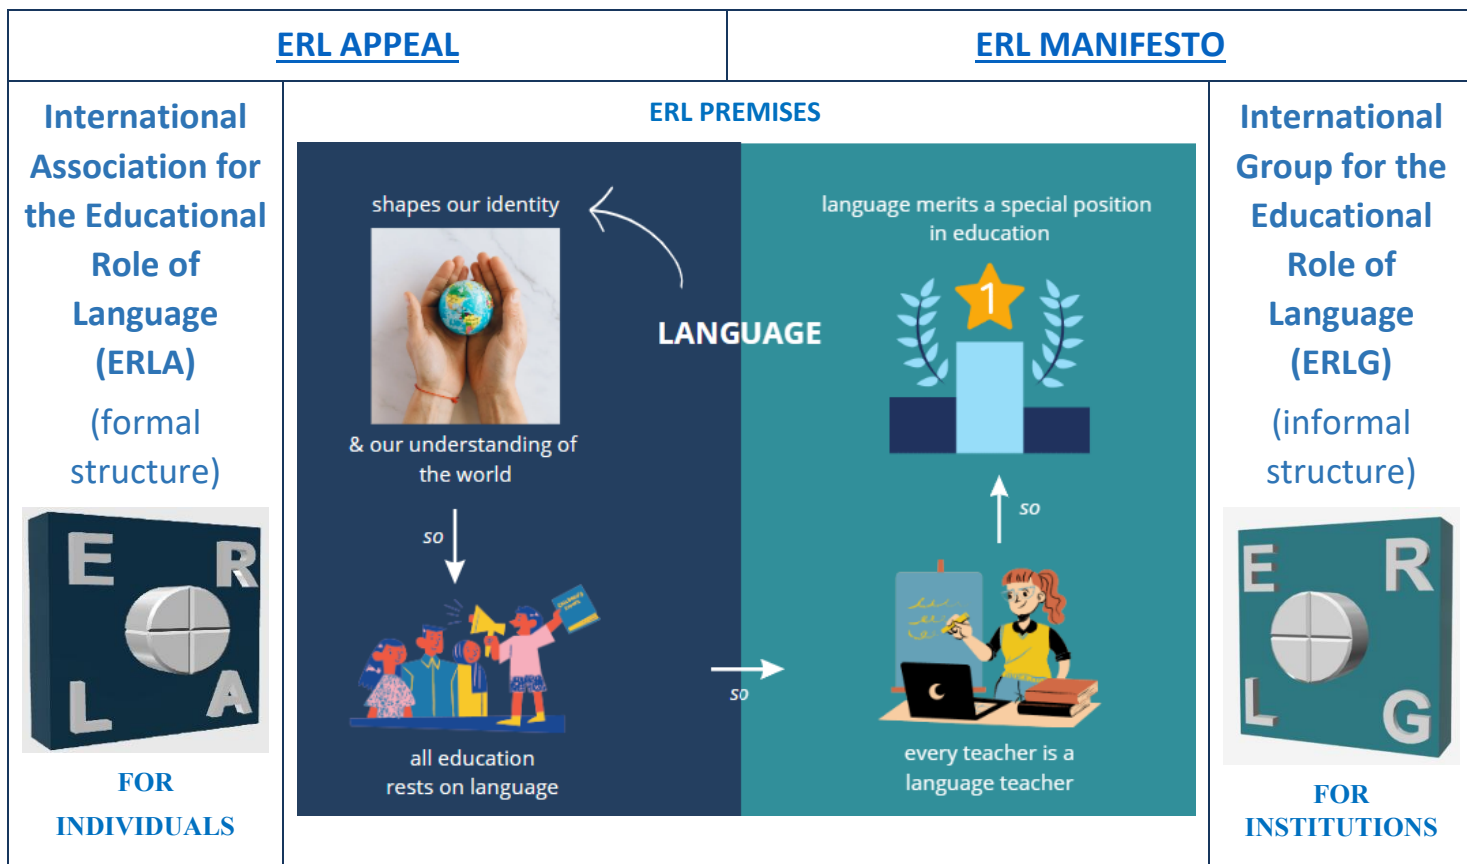 ERL APPEAL
ERL MANIFESTO
International
Association for
the Educational
Role of
Language
(ERLA)
(formal
structure)
E R
L A
FOR
INDIVIDUALS
ERL PREMISES
LANGUAGE
shapes our identity
& our understanding of
the world
so
all education
rests on language
so
every teacher is a
language teacher
so
language merits a special position
in education
1
International
Group for the
Educational
Role of
Language
(ERLG)
(informal
structure)
E R
L G
FOR
INSTITUTIONS